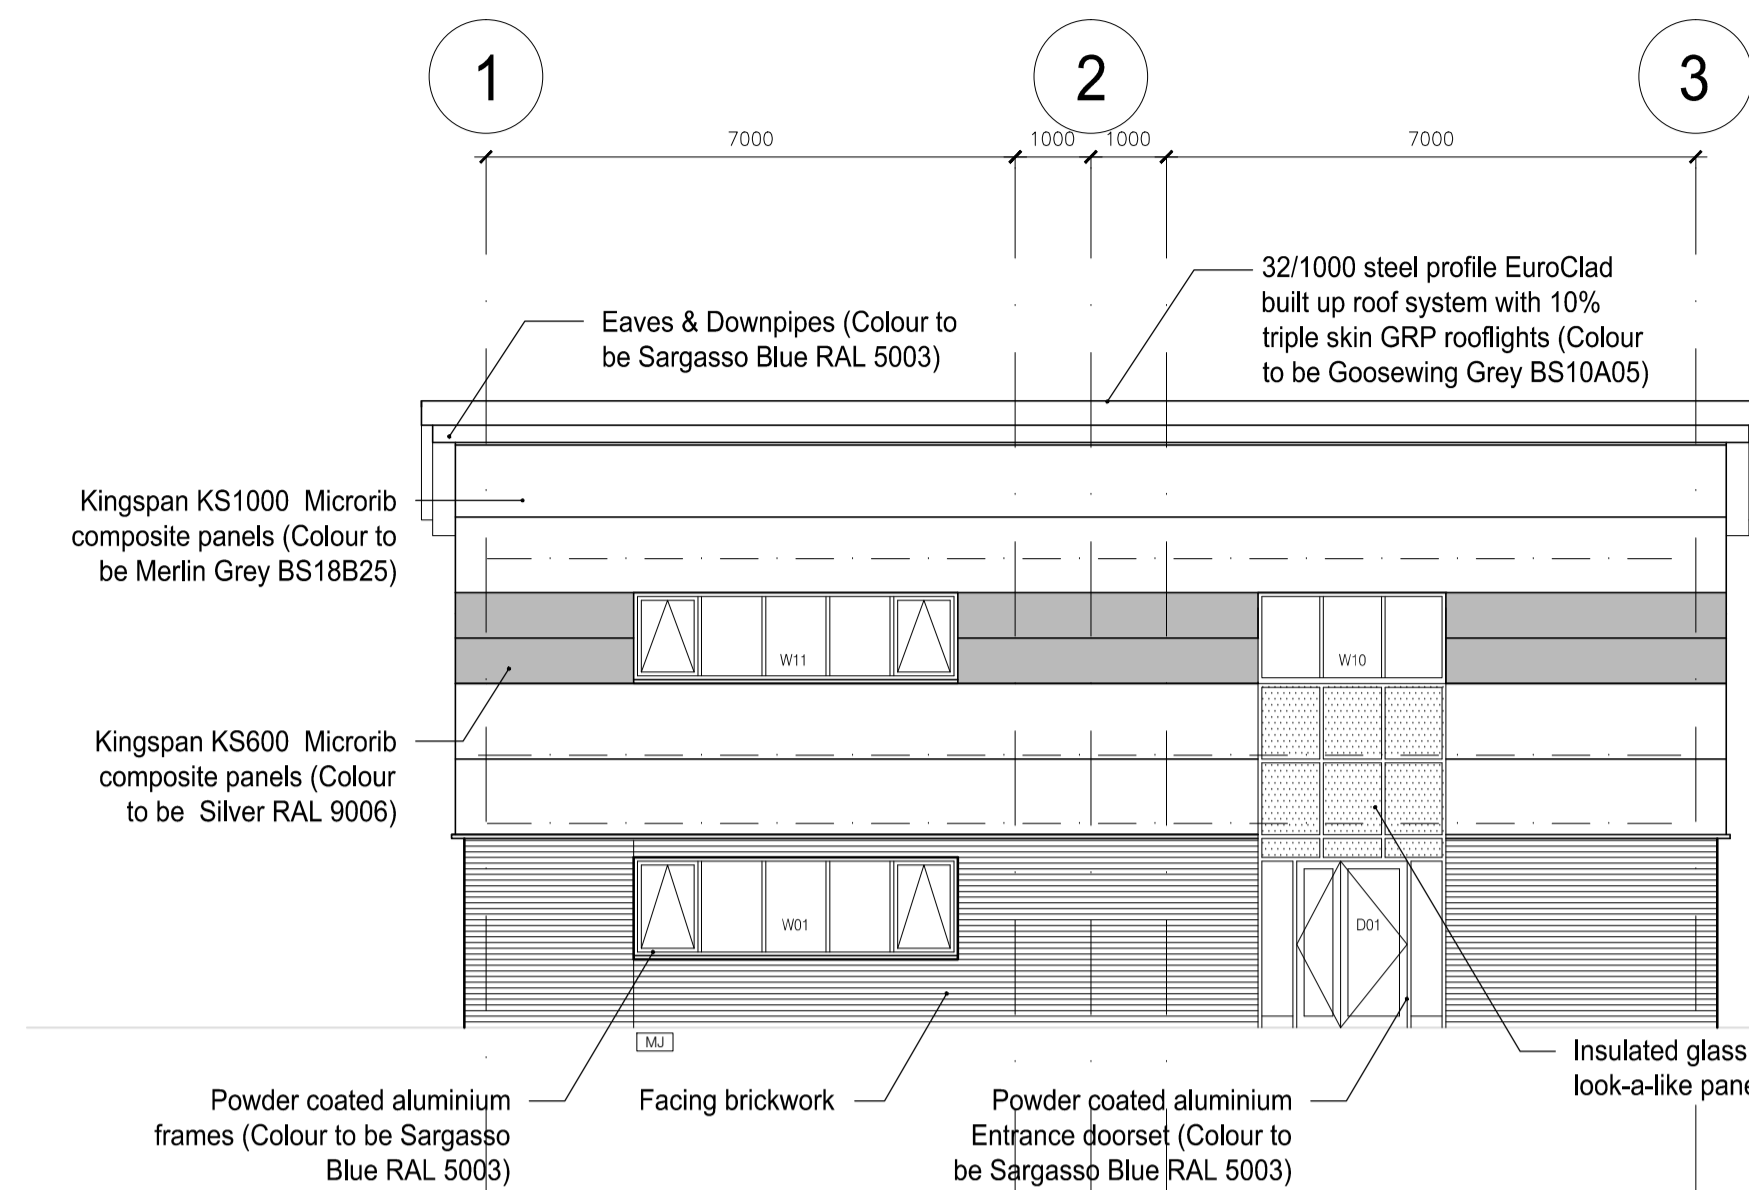 1
2
3
7000
1000
1000
7000
32/1000 steel profile EuroClad
built up roof system with 10%
triple skin GRP rooflights (Colour
to be Goosewing Grey BS10A05)
Eaves & Downpipes (Colour to
be Sargasso Blue RAL 5003)
Kingspan KS1000 Microrib
composite panels (Colour to
be Merlin Grey BS18B25)
W11
W10
Kingspan KS600 Microrib
composite panels (Colour
to be Silver RAL 9006)
W01
D01
MJ
Insulated glass
look-a-like pane
Powder coated aluminium
frames (Colour to be Sargasso
Blue RAL 5003)
Facing brickwork
Powder coated aluminium
Entrance doorset (Colour to
be Sargasso Blue RAL 5003)